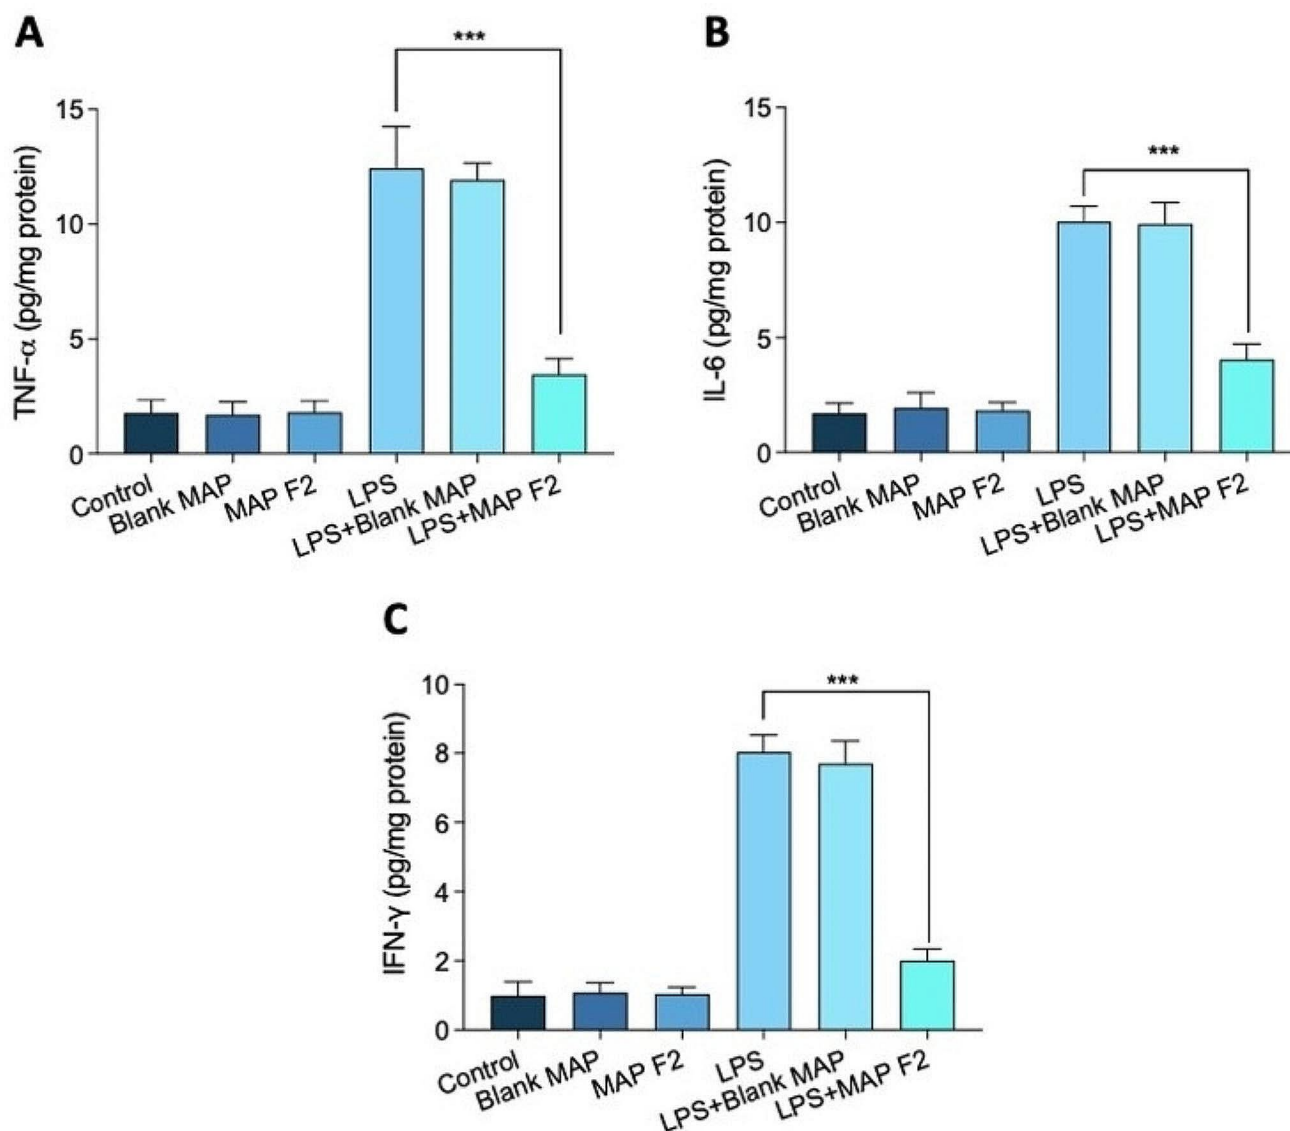 A
TNF-α (pg/mg protein)
15
10
5
0
***
Control
Blank MAP
MAP F2
LPS
LPS+Blank MAP
LPS+MAP F2
B
IL-6 (pg/mg protein)
15
10
5
0
***
Control
Blank MAP
MAP F2
LPS
LPS+Blank MAP
LPS+MAP F2
C
IFN-γ (pg/mg protein)
10
8
6
4
2
0
***
Control
Blank MAP
MAP F2
LPS
LPS+Blank MAP
LPS+MAP F2